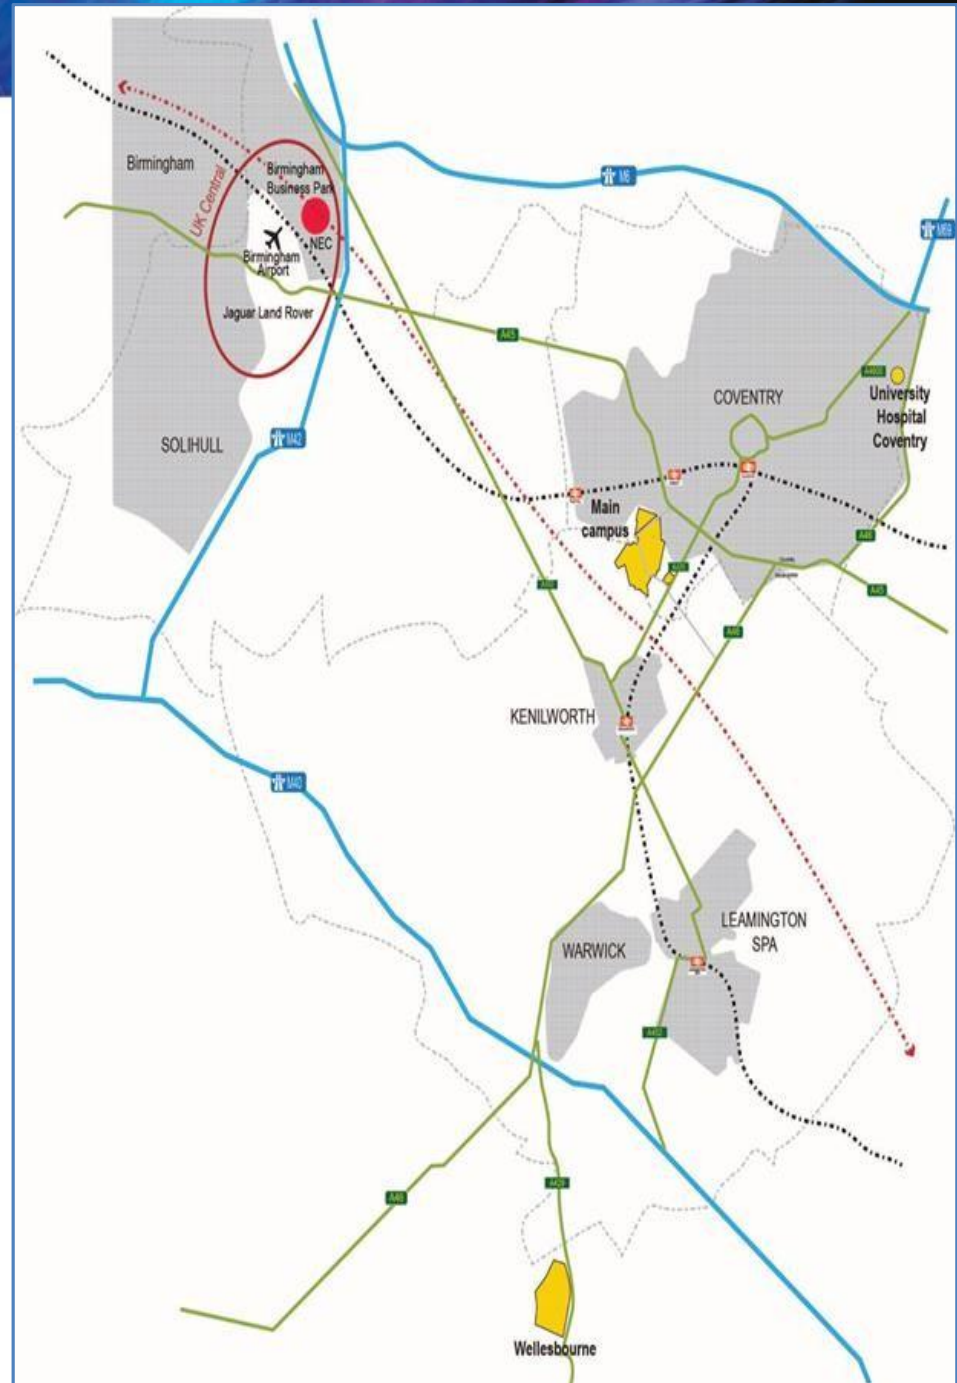 M6
M69
Birmingham
Birmingham
Business Park
UK Central
NEC
Birmingham
Airport
Jaguar Land Rover
A45
COVENTRY
A4600
University
Hospital
Coventry
SOLIHULL
M42
Main
campus
A46
A45
A46
KENILWORTH
M40
LEAMINGTON
SPA
WARWICK
A452
A46
A429
Wellesbourne